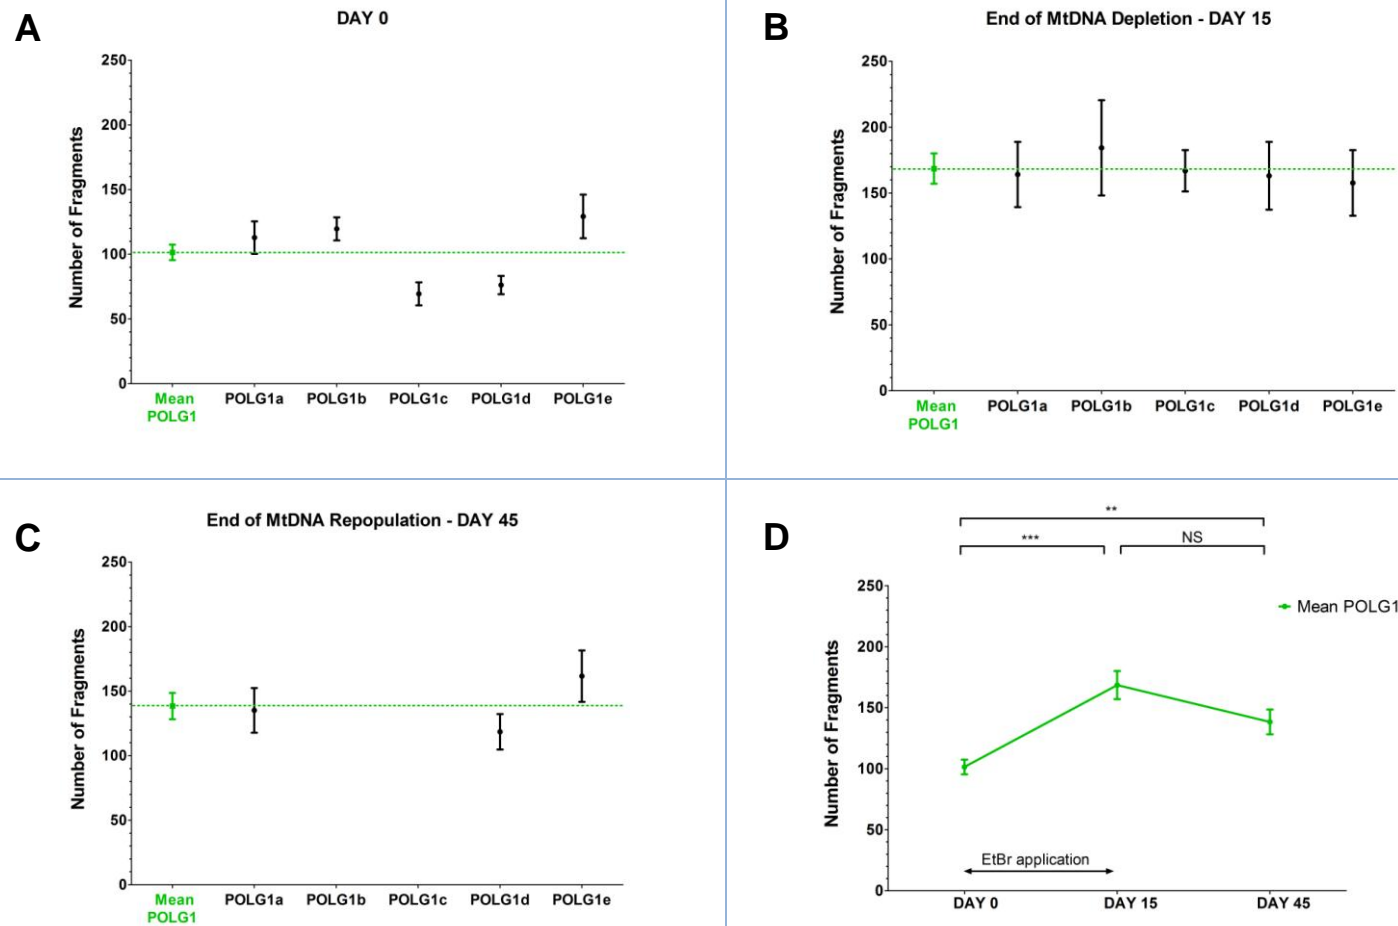 A
DAY 0
Number of Fragments
250
200
150
100
50
0
Mean
POLG1
POLG1a
POLG1b
POLG1c
POLG1d
POLG1e
B
End of MtDNA Depletion - DAY 15
Number of Fragments
250
200
150
100
50
0
Mean
POLG1
POLG1a
POLG1b
POLG1c
POLG1d
POLG1e
C
End of MtDNA Repopulation - DAY 45
Number of Fragments
250
200
150
100
50
0
Mean
POLG1
POLG1a
POLG1b
POLG1c
POLG1d
POLG1e
D
**
***
NS
Number of Fragments
250
200
150
100
50
0
Mean POLG1
EtBr application
DAY 0
DAY 15
DAY 45